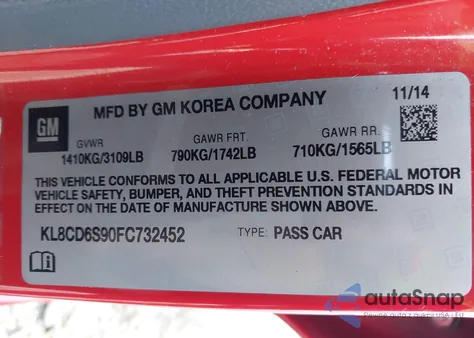 11/14
GM
MFD BY GM KOREA COMPANY
GVWR
GAWR FRT.
GAWR RR.
1410KG/3109LB
790KG/1742LB
710KG/1565LB
THIS VEHICLE CONFORMS TO ALL APPLICABLE U.S. FEDERAL MOTOR
VEHICLE SAFETY, BUMPER, AND THEFT PREVENTION STANDARDS IN
EFFECT ON THE DATE OF MANUFACTURE SHOWN ABOVE.
KL8CD6S90FC732452
TYPE: PASS CAR
autoSnap